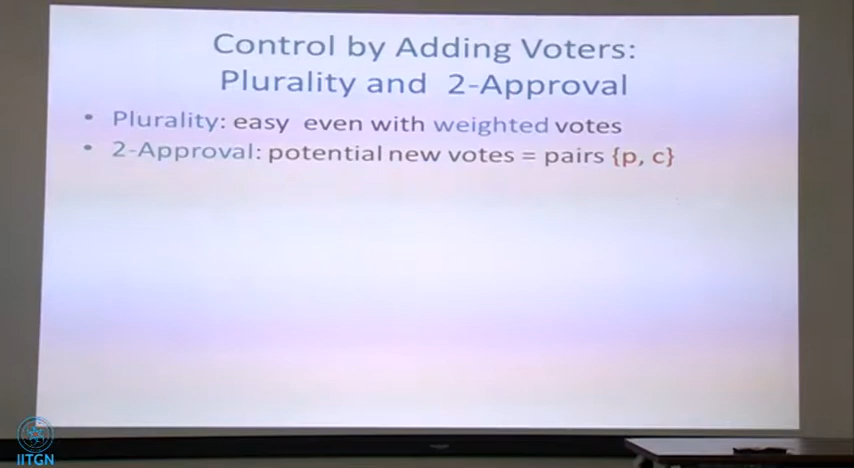 Control by Adding Voters:
Plurality and 2-Approval
• Plurality: easy even with weighted votes
• 2-Approval: potential new votes = pairs {p, c}
IITGN